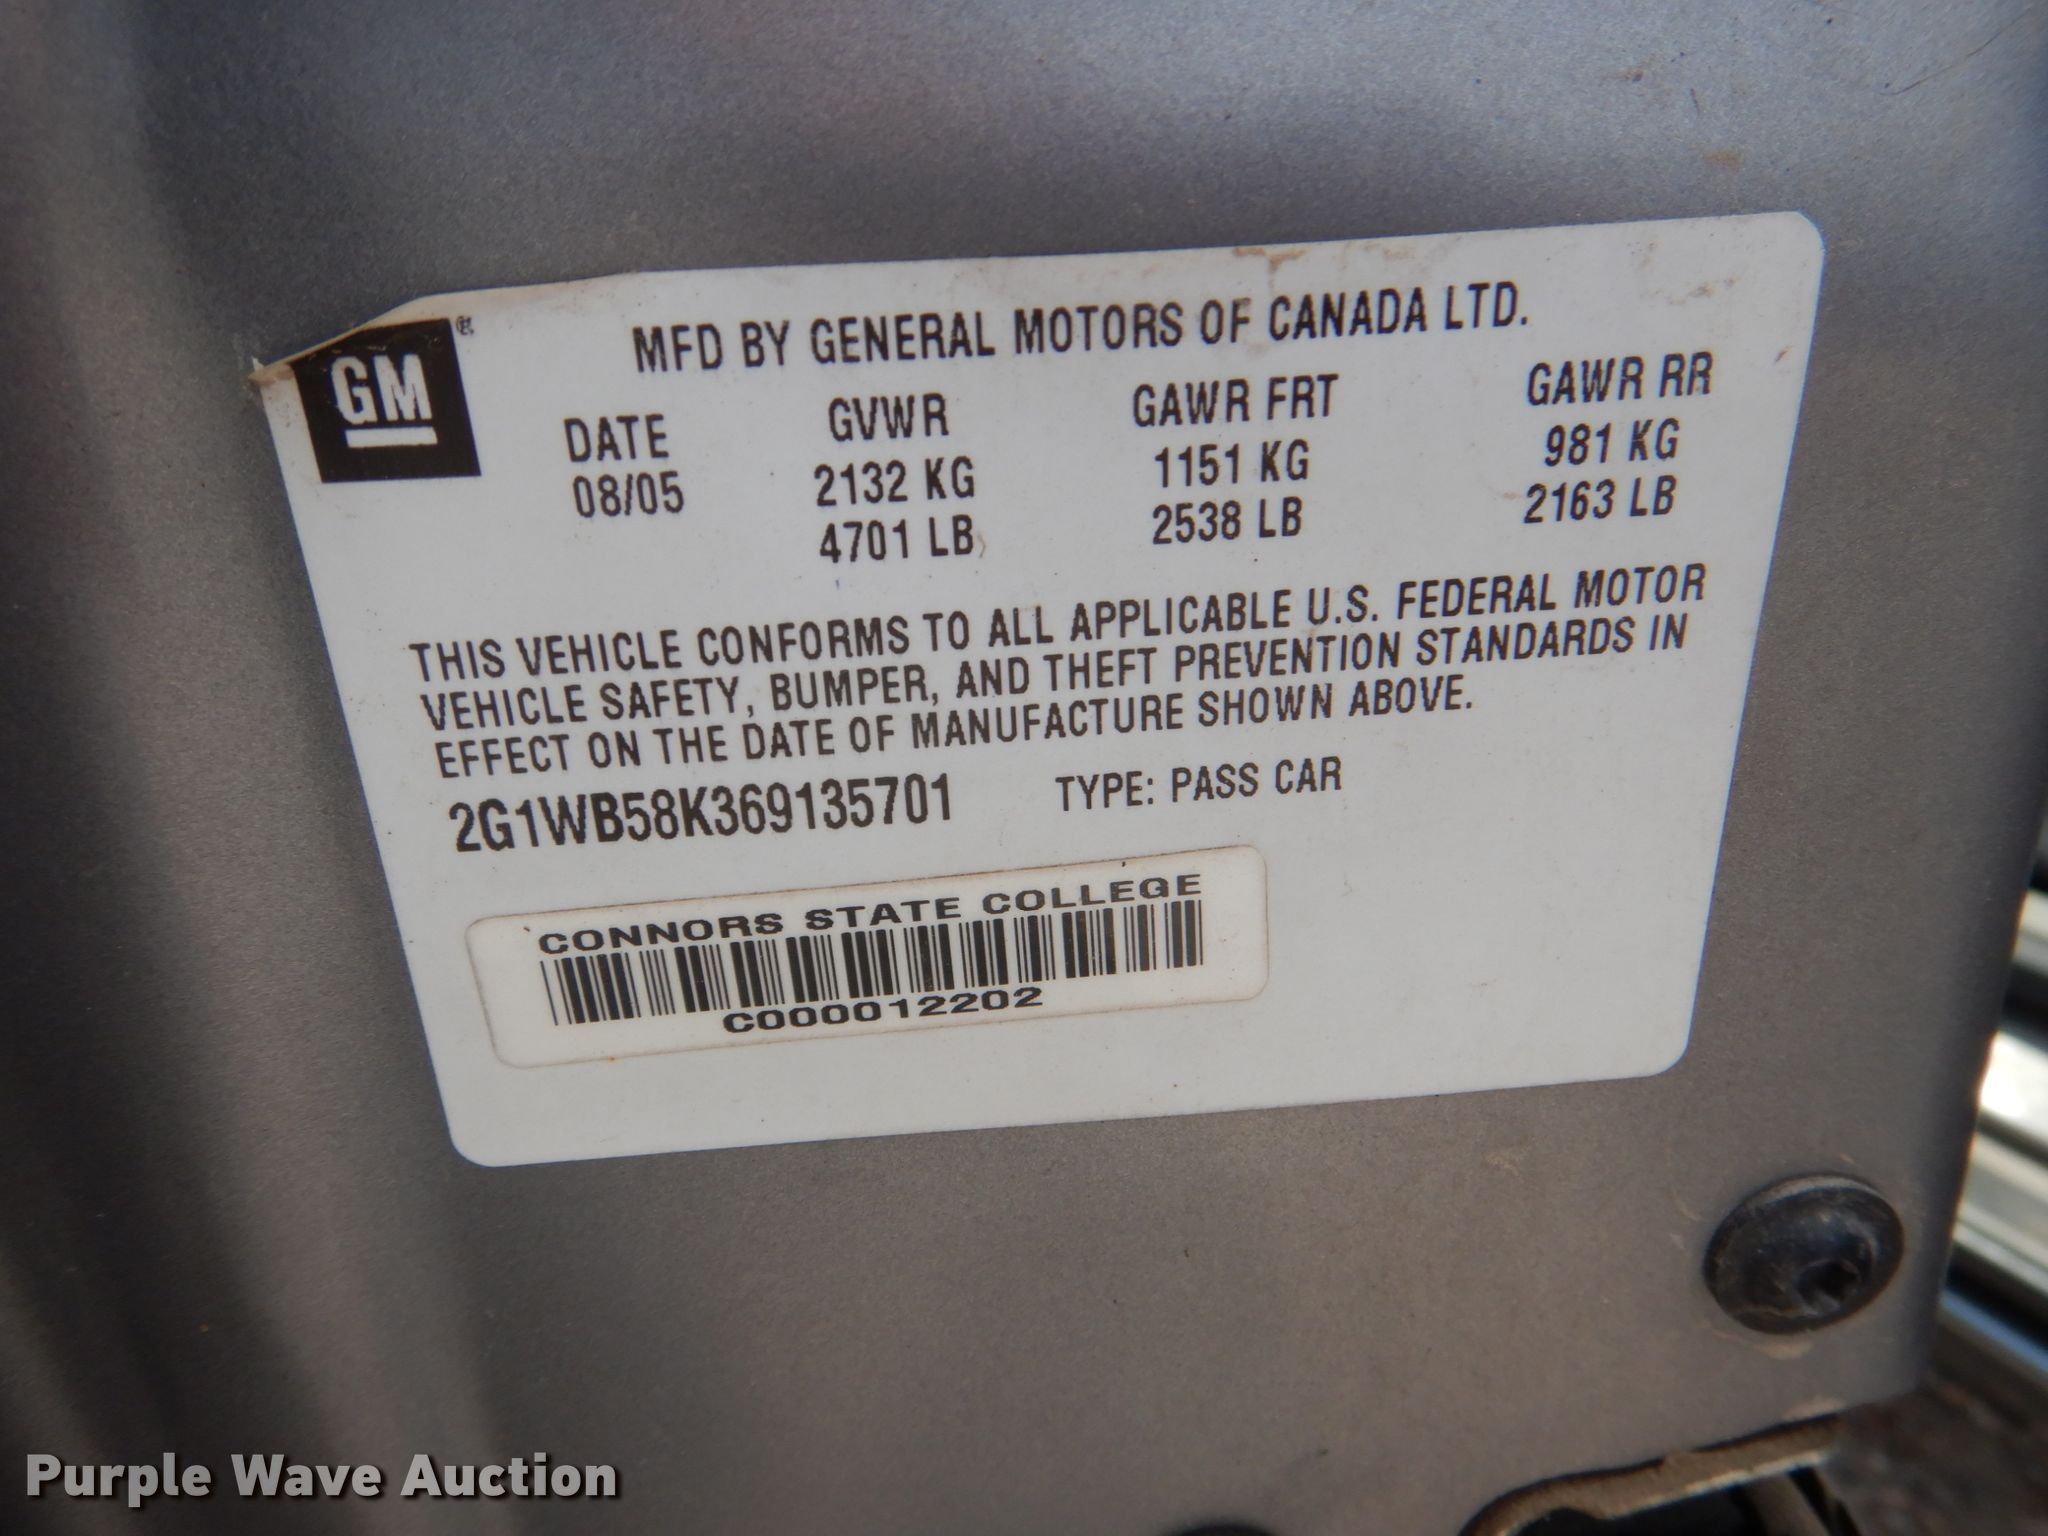 GM
MFD BY GENERAL MOTORS OF CANADA LTD.
DATE GVWR GAWR FRT GAWR RR
08/05 2132 KG 1151 KG 981 KG
4701 LB 2538 LB 2163 LB
THIS VEHICLE CONFORMS TO ALL APPLICABLE U.S. FEDERAL MOTOR
VEHICLE SAFETY, BUMPER, AND THEFT PREVENTION STANDARDS IN
EFFECT ON THE DATE OF MANUFACTURE SHOWN ABOVE.
2G1WB58K369135701 TYPE: PASS CAR
CONNORS STATE COLLEGE
C000012202
Purple Wave Auction